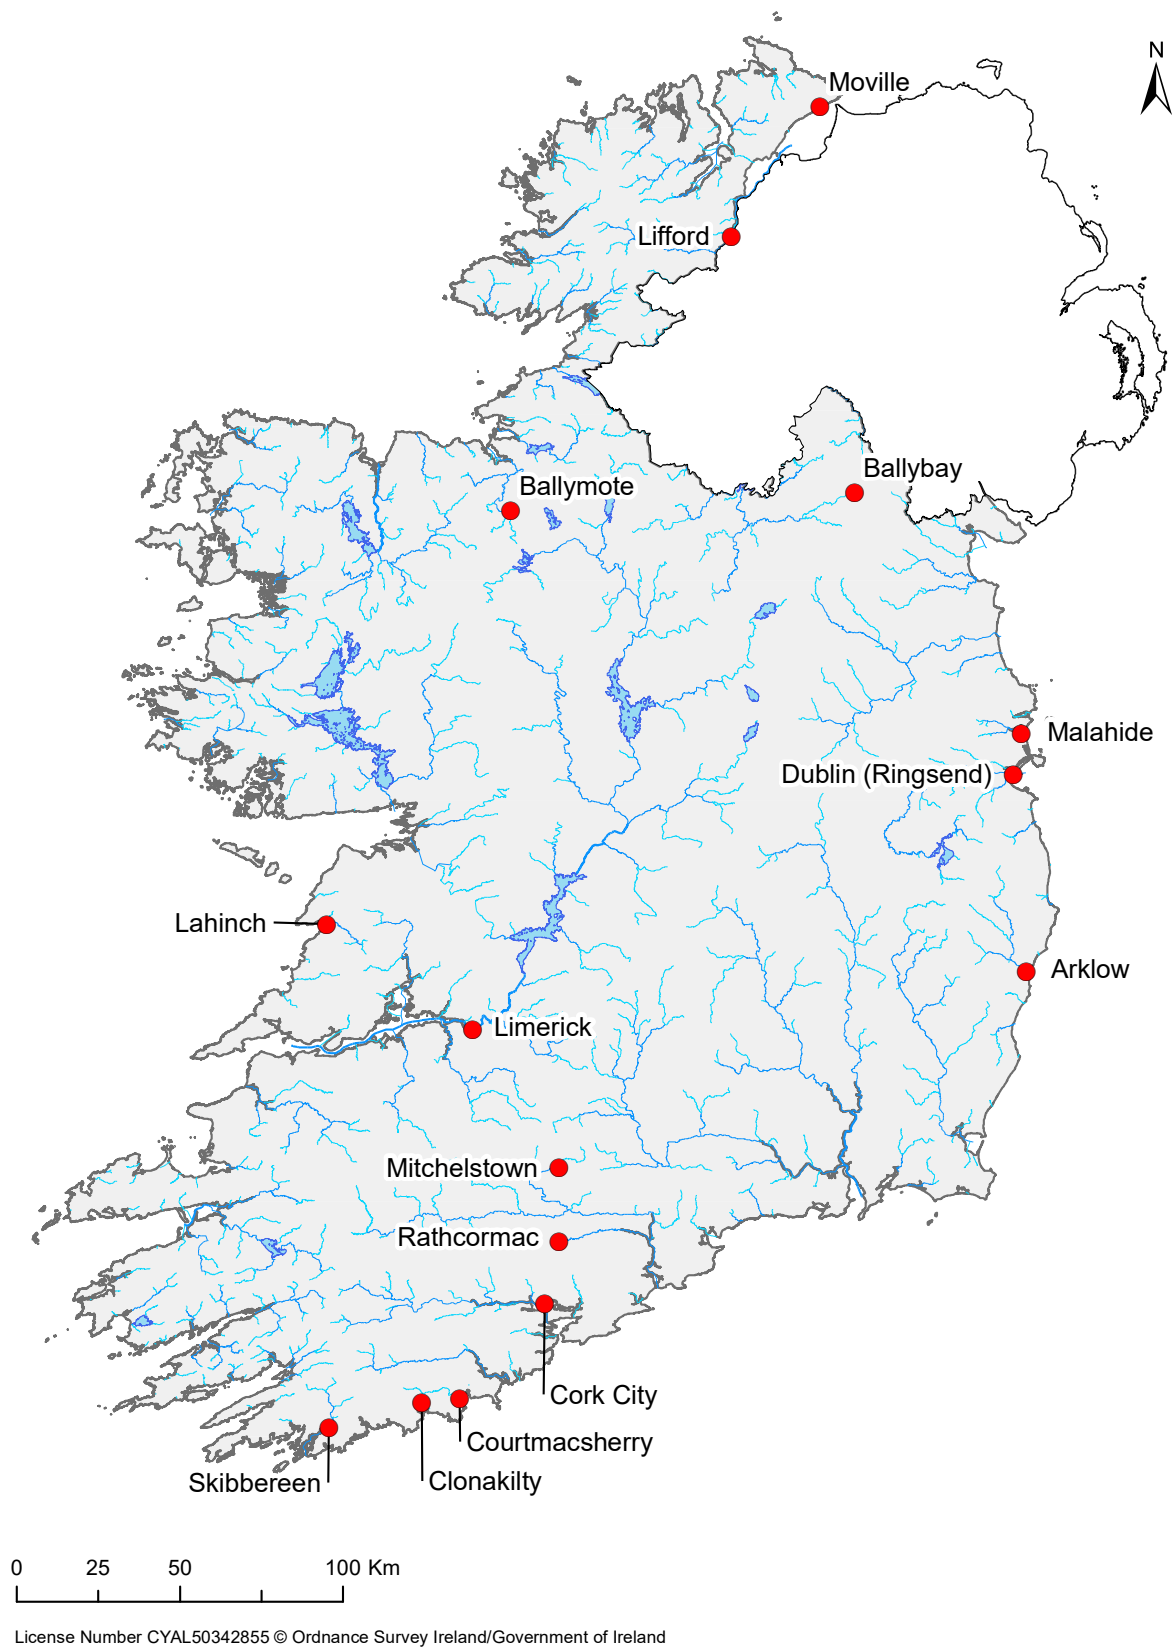 N
Moville
Lifford
Ballybay
Ballymote
Malahide
Dublin (Ringsend)
Lahinch
Arklow
Limerick
Mitchelstown
Rathcormac
Cork City
Courtmacsherry
Skibbereen
Clonakilty
0 25 50 100 Km
License Number CYAL50342855 © Ordnance Survey Ireland/Government of Ireland